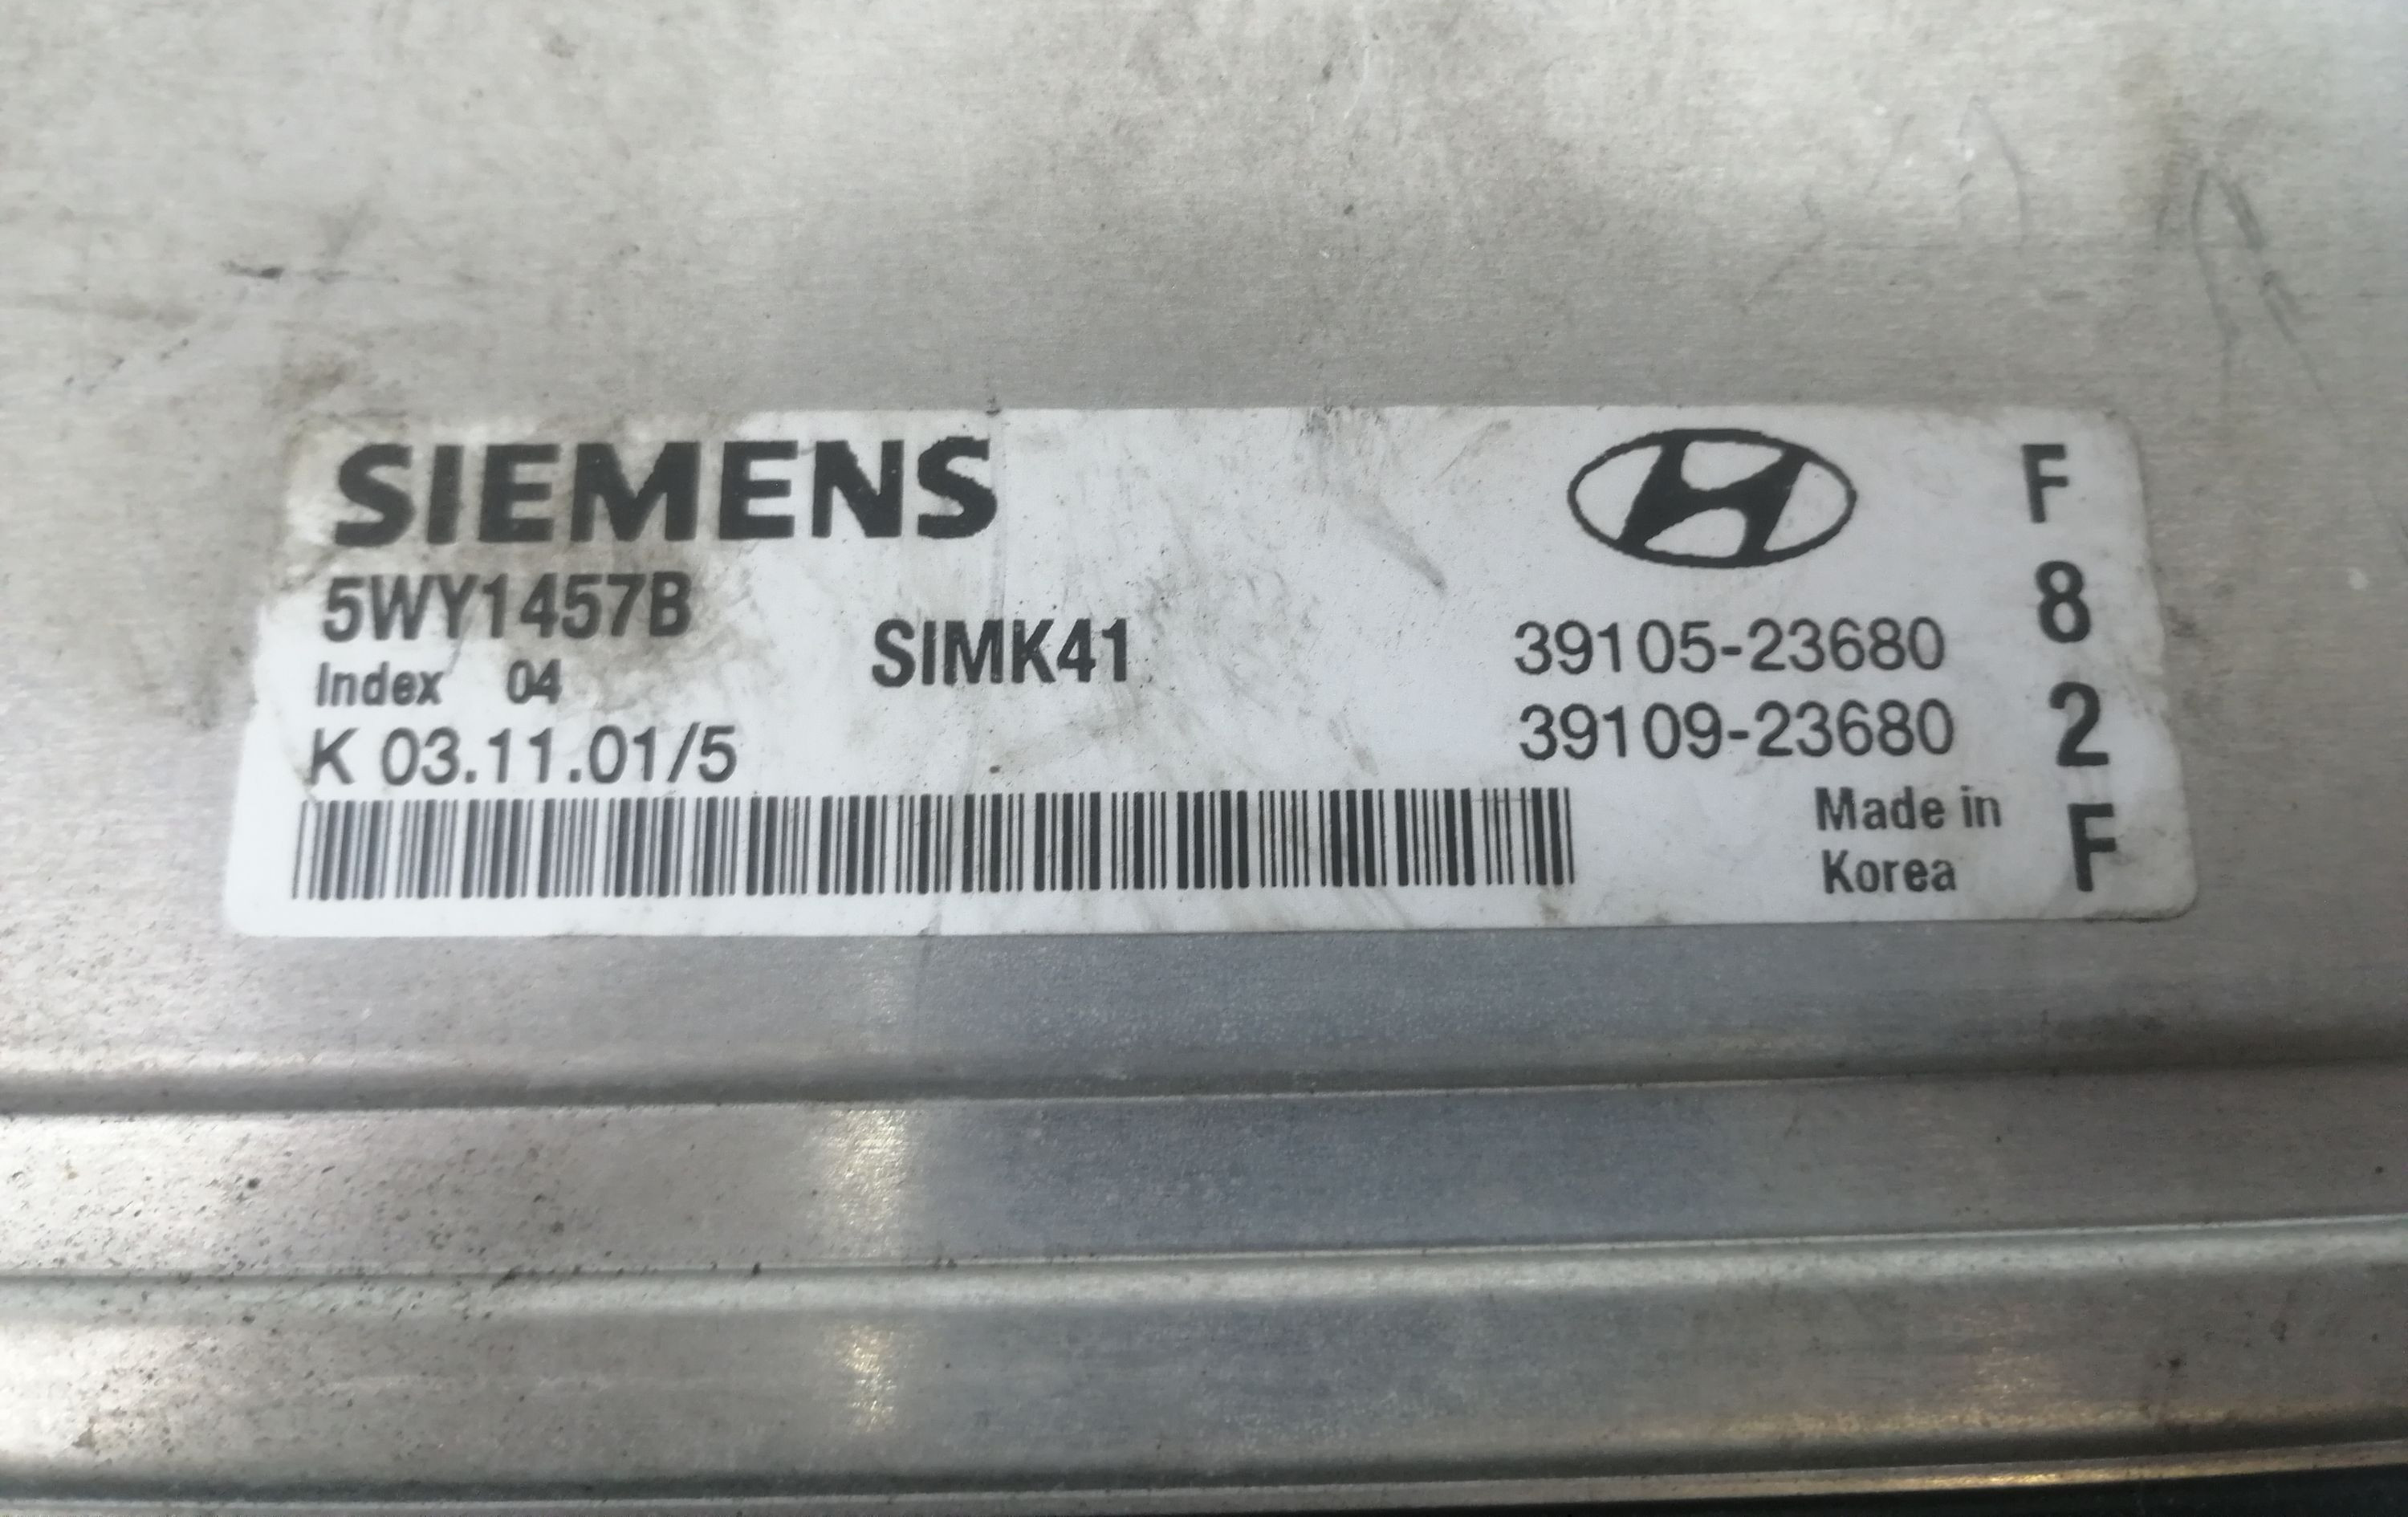 SIEMENS
5WY1457B
Index 04
K 03.11.01/5
SIMK41
39105-23680
39109-23680
Made in
Korea
F
8
2
F